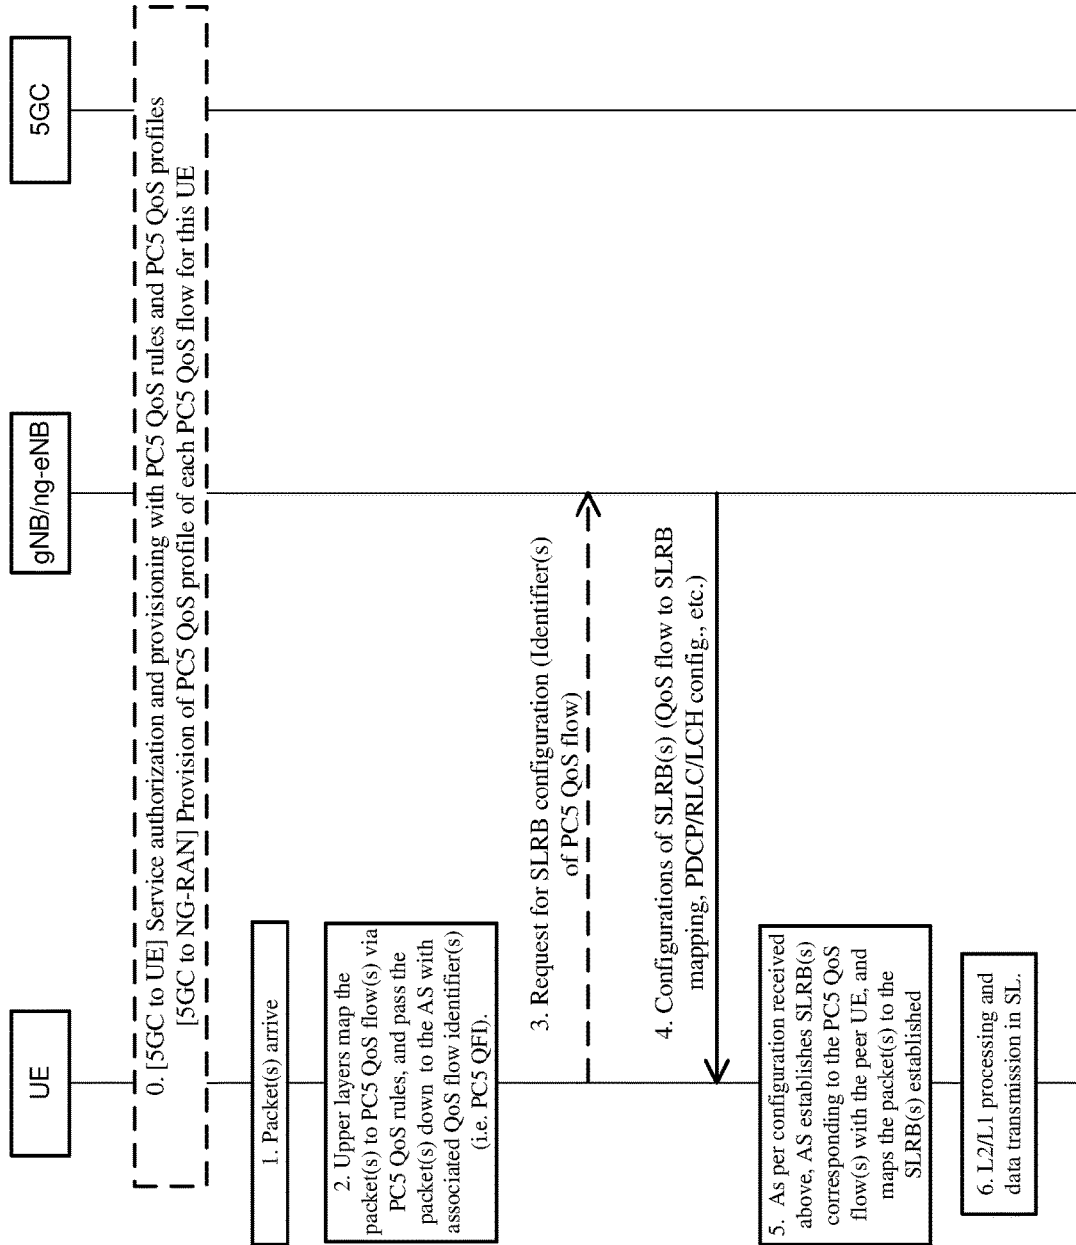 UE
gNB/ng-eNB
5GC
0. [5GC to UE] Service authorization and provisioning with PC5 QoS rules and PC5 QoS profiles
[5GC to NG-RAN] Provision of PC5 QoS profile of each PC5 QoS flow for this UE
1. Packet(s) arrive
2. Upper layers map the
packet(s) to PC5 QoS flow(s) via
PC5 QoS rules, and pass the
packet(s) down to the AS with
associated QoS flow identifier(s)
(i.e. PC5 QFI).
3. Request for SLRB configuration (Identifier(s)
of PC5 QoS flow)
4. Configurations of SLRB(s) (QoS flow to SLRB
mapping, PDCP/RLC/LCH config., etc.)
5. As per configuration received
above, AS establishes SLRB(s)
corresponding to the PC5 QoS
flow(s) with the peer UE, and
maps the packet(s) to the
SLRB(s) established
6. L2/L1 processing and
data transmission in SL.